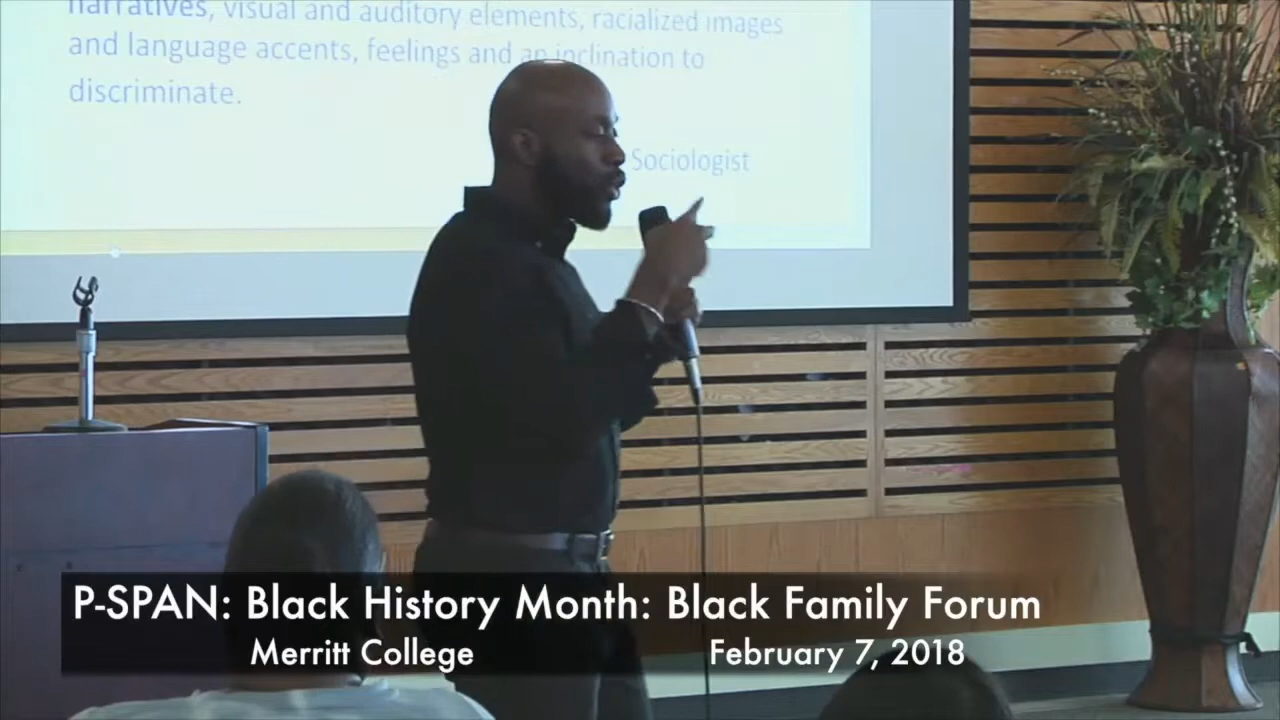 narratives, visual and auditory elements, racialized images
and language accents, feelings and an inclination to
discriminate.
Sociologist
P-SPAN: Black History Month: Black Family Forum
Merritt College February 7, 2018